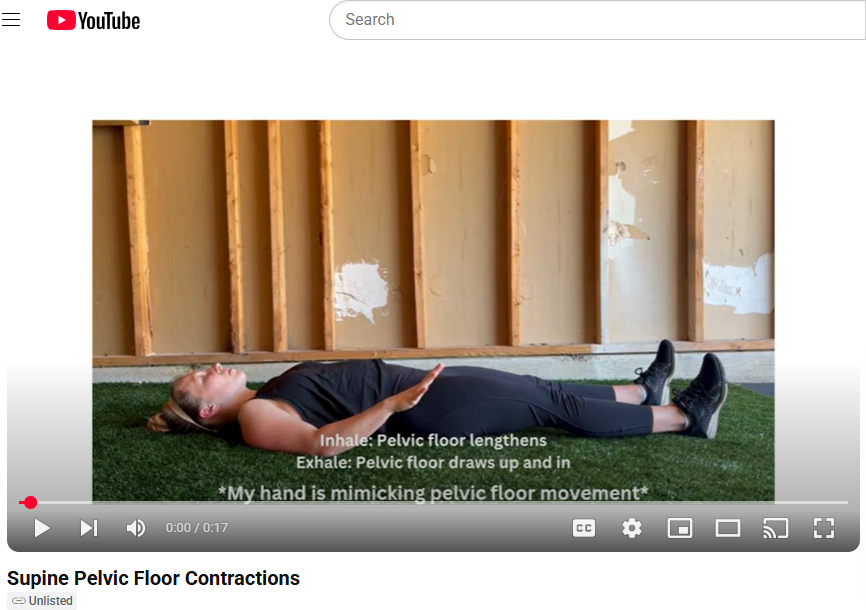 YouTube
Search
Inhale: Pelvic floor lengthens
Exhale: Pelvic floor draws up and in
*My hand is mimicking pelvic floor movement*
0:00 / 0:17
CC
Supine Pelvic Floor Contractions
Unlisted